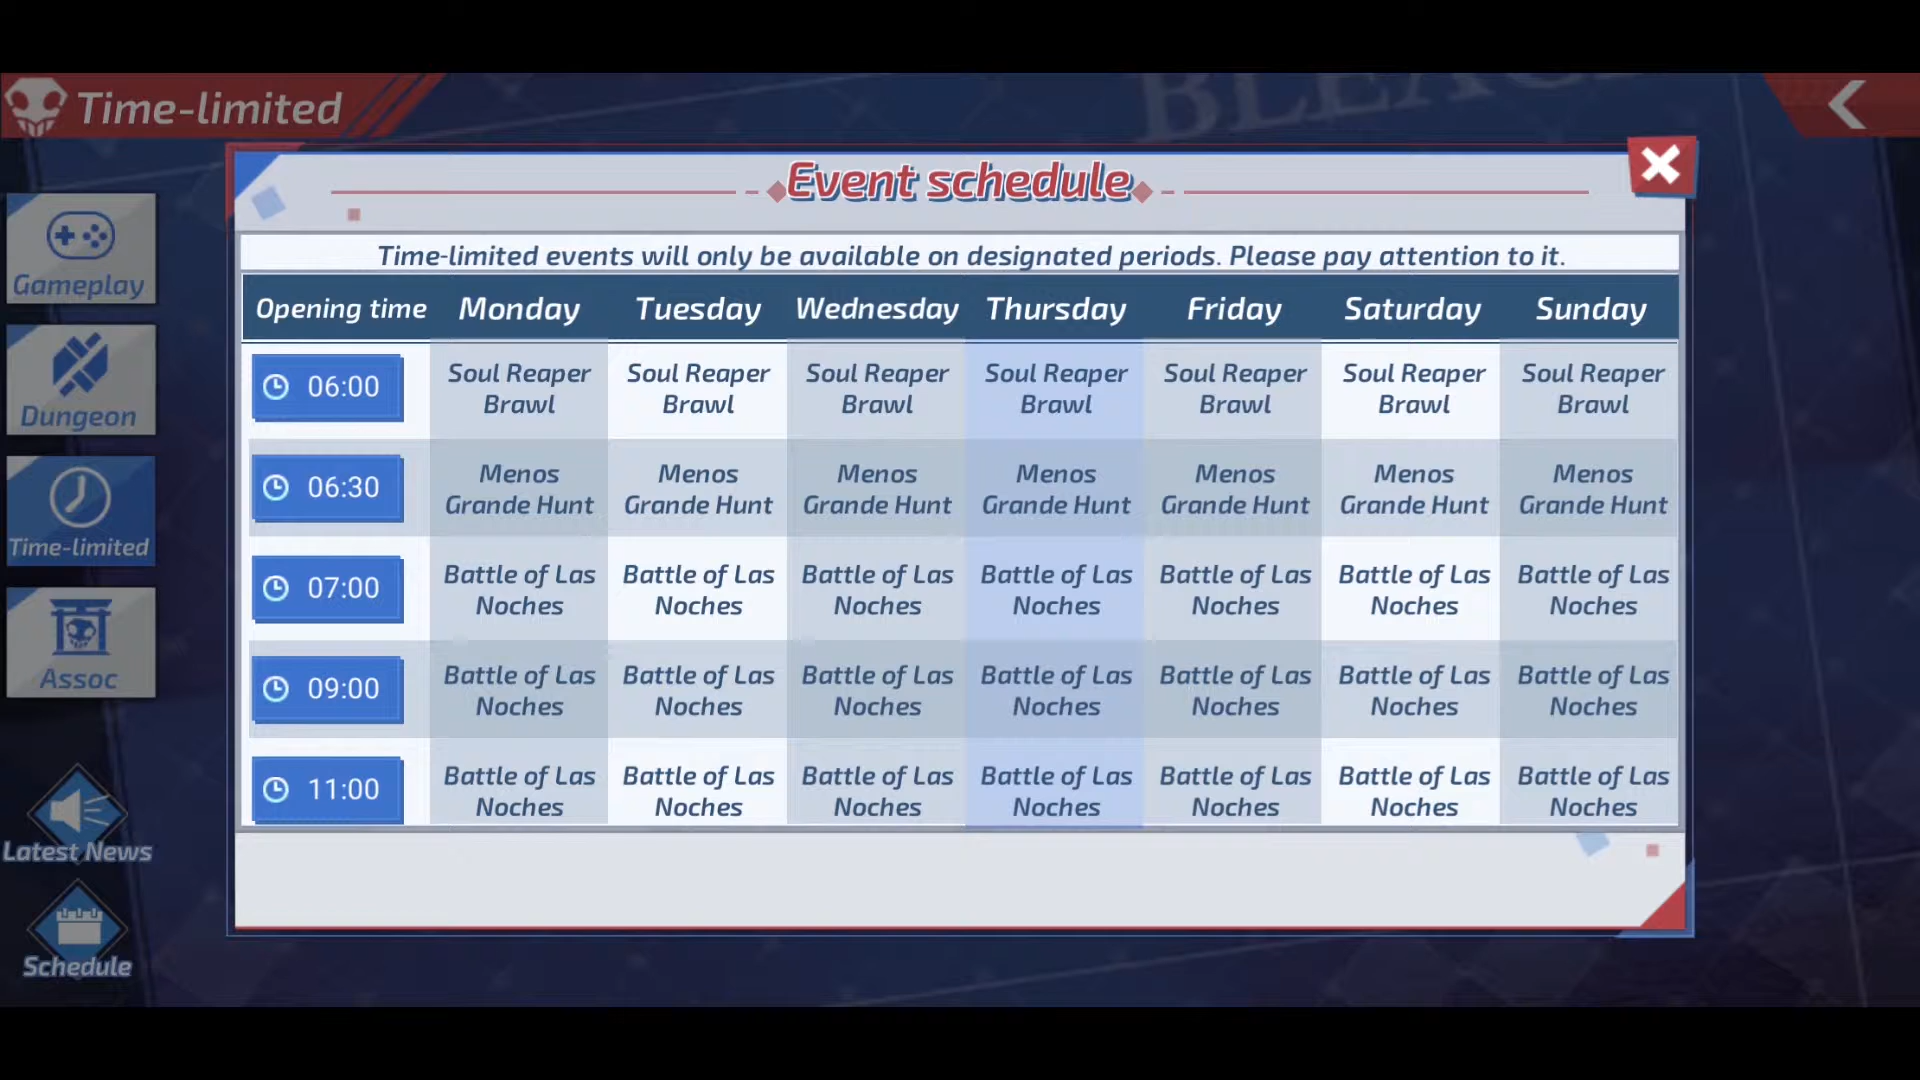 BLEAC
Time-limited
Event schedule
Time-limited events will only be available on designated periods. Please pay attention to it.
Opening time Monday Tuesday Wednesday Thursday Friday Saturday Sunday
06:00
Soul Reaper Soul Reaper Soul Reaper Soul Reaper Soul Reaper Soul Reaper Soul Reaper
Brawl Brawl Brawl Brawl Brawl Brawl Brawl
06:30
Menos Menos Menos Menos Menos Menos Menos
Grande Hunt Grande Hunt Grande Hunt Grande Hunt Grande Hunt Grande Hunt Grande Hunt
07:00
Battle of Las Battle of Las Battle of Las Battle of Las Battle of Las Battle of Las Battle of Las
Noches Noches Noches Noches Noches Noches Noches
09:00
Battle of Las Battle of Las Battle of Las Battle of Las Battle of Las Battle of Las Battle of Las
Noches Noches Noches Noches Noches Noches Noches
11:00
Battle of Las Battle of Las Battle of Las Battle of Las Battle of Las Battle of Las Battle of Las
Noches Noches Noches Noches Noches Noches Noches
Gameplay
Dungeon
Time-limited
Assoc
Latest News
Schedule